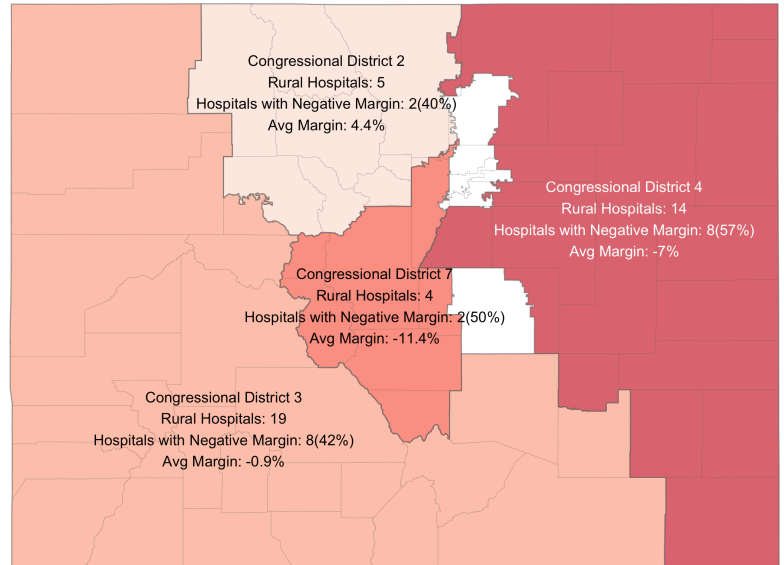 Congressional District 2
Rural Hospitals: 5
Hospitals with Negative Margin: 2(40%)
Avg Margin: 4.4%
Congressional District 4
Rural Hospitals: 14
Hospitals with Negative Margin: 8(57%)
Avg Margin: -7%
Congressional District 7
Rural Hospitals: 4
Hospitals with Negative Margin: 2(50%)
Avg Margin: -11.4%
Congressional District 3
Rural Hospitals: 19
Hospitals with Negative Margin: 8(42%)
Avg Margin: -0.9%